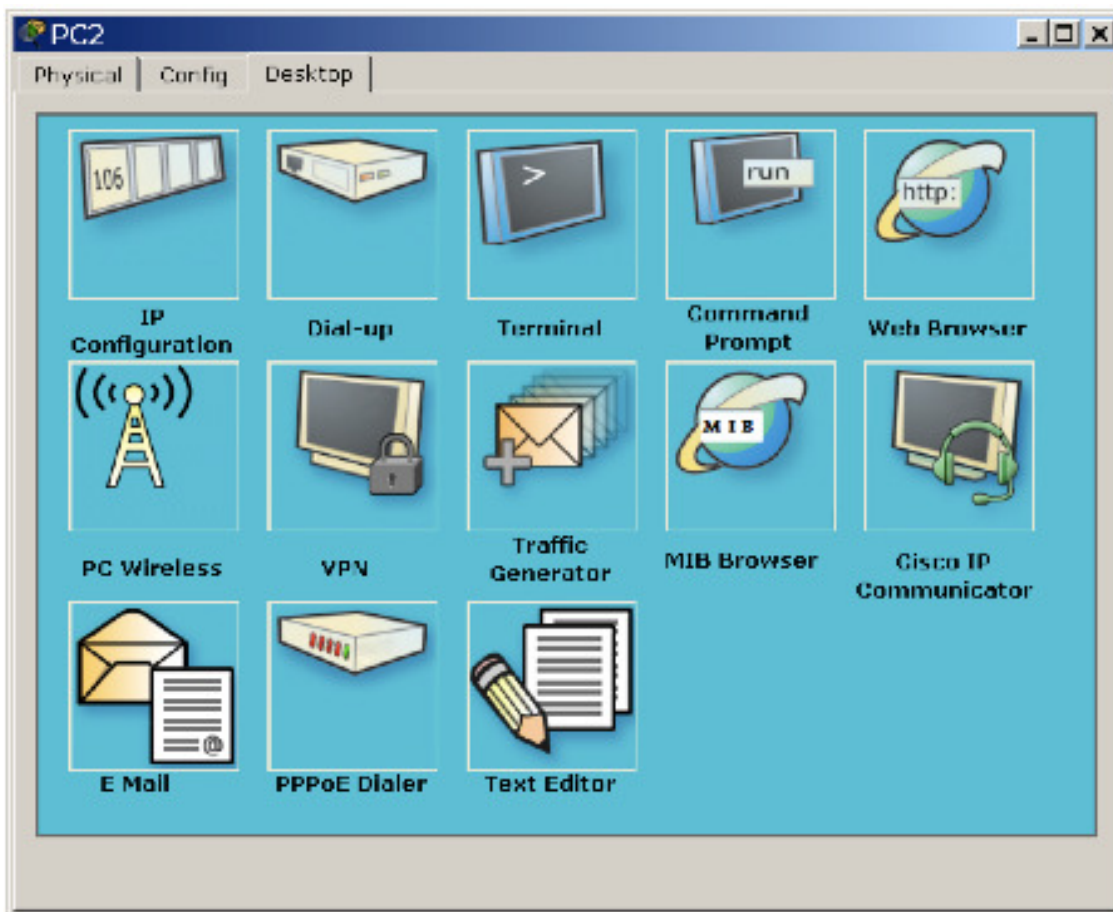 PC2
Physical Config Desktop
106
>
run
http:
IP
Configuration
Dial-up
Terminal
Command
Prompt
Web Browser
MIB
PC Wireless
VPN
Traffic
Generator
MIB Browser
Cisco IP
Communicator
@
E Mail
PPPoE Dialer
Text Editor